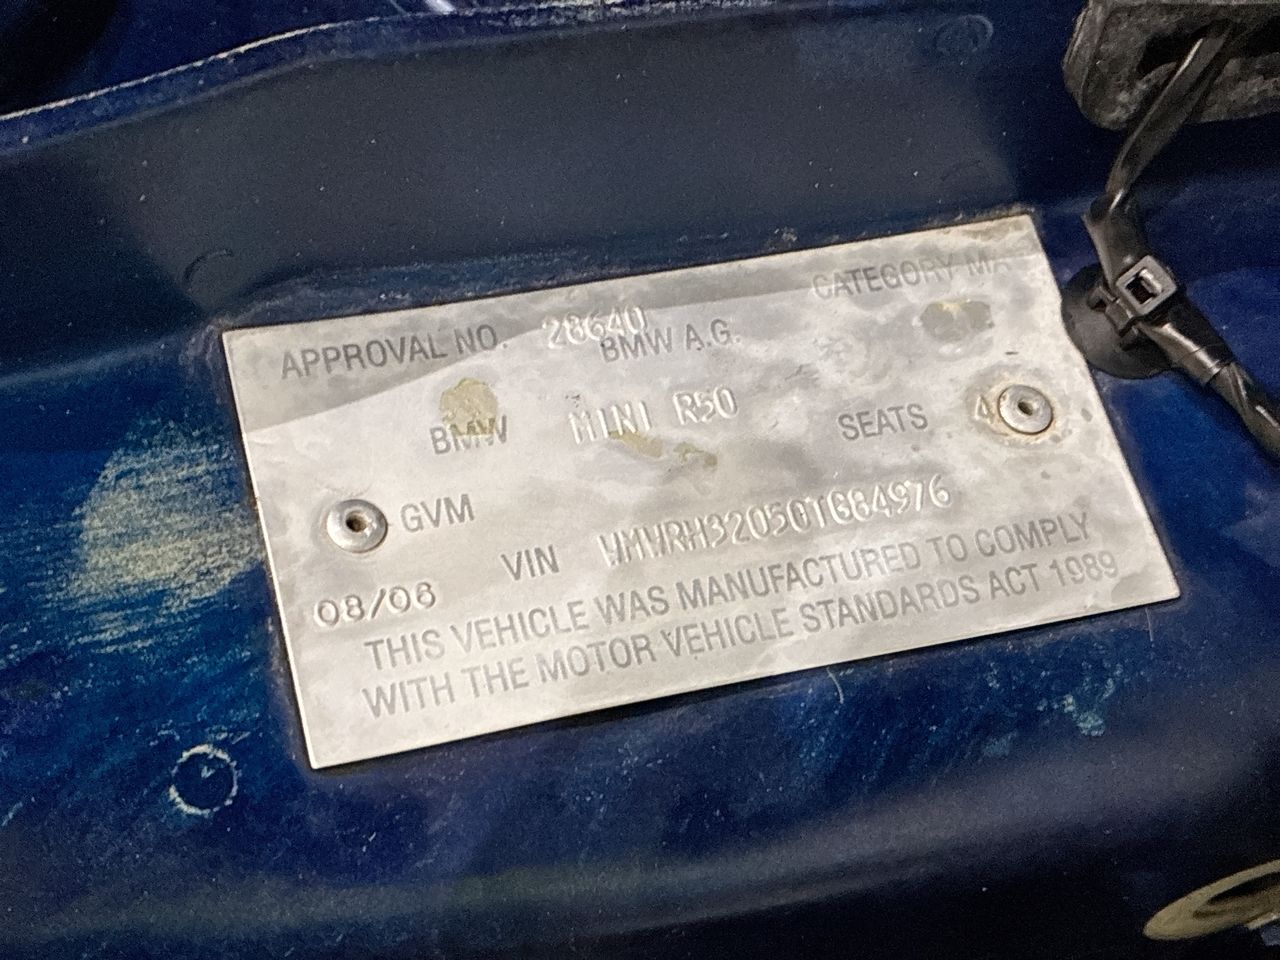 APPROVAL NO. 28640 CATEGORY MA
BMW A.G.
BMW MINI R50 SEATS 4
GVM
VIN WMWRH32050TG84976
08/06
THIS VEHICLE WAS MANUFACTURED TO COMPLY
WITH THE MOTOR VEHICLE STANDARDS ACT 1989